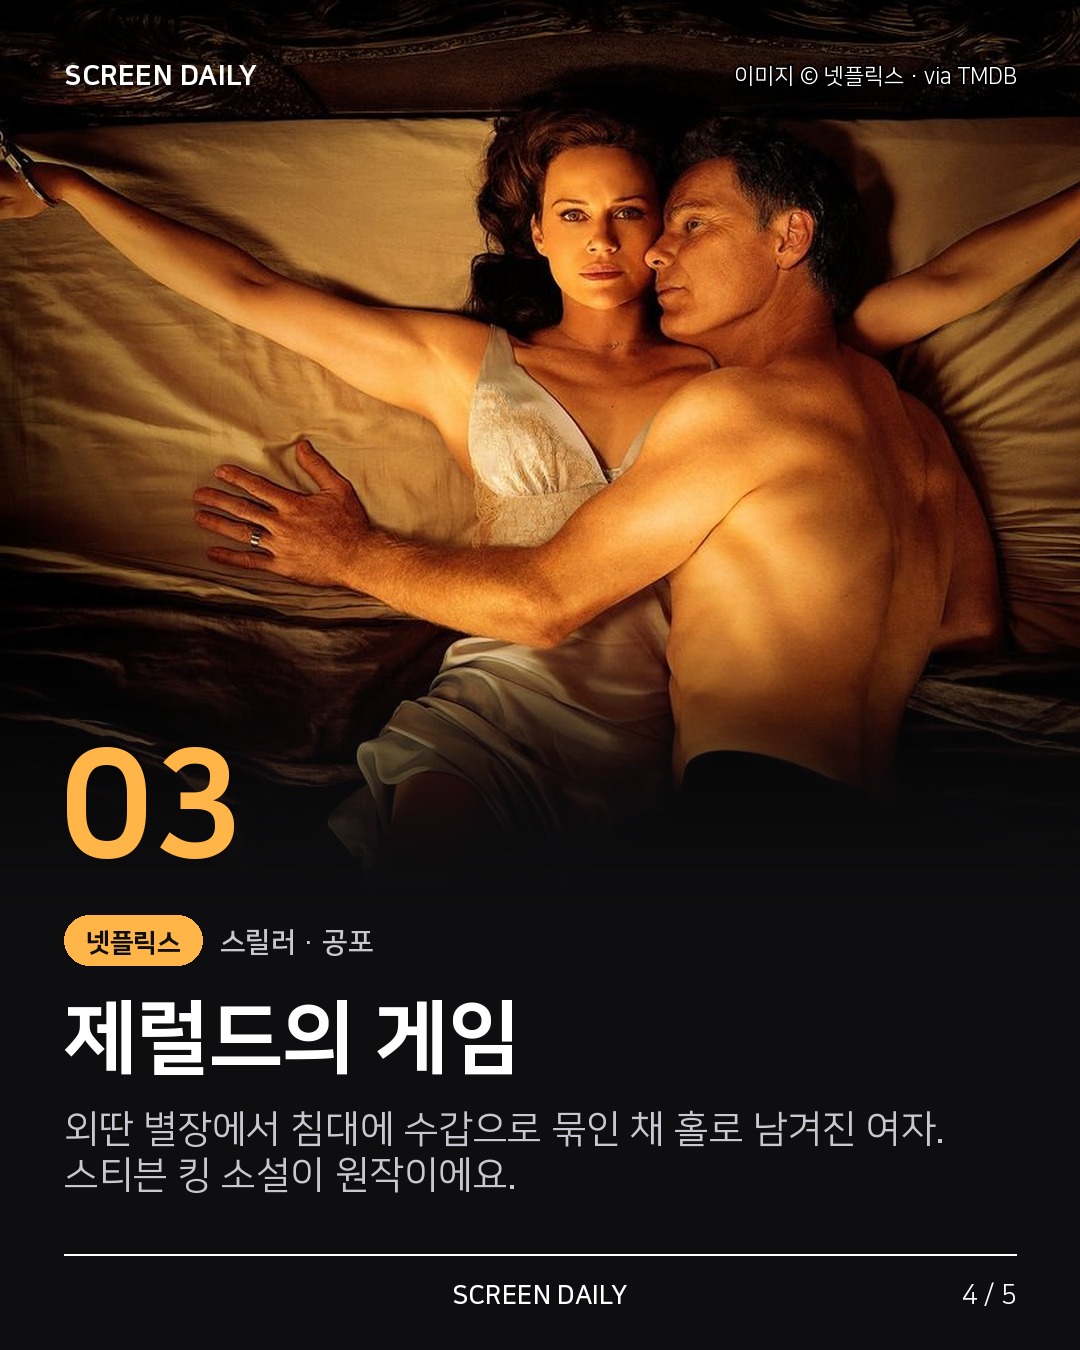 SCREEN DAILY
이미지 © 넷플릭스 · via TMDB
03
넷플릭스 스릴러 · 공포
제럴드의 게임
외딴 별장에서 침대에 수갑으로 묶인 채 홀로 남겨진 여자.
스티븐 킹 소설이 원작이에요.
SCREEN DAILY
4 / 5